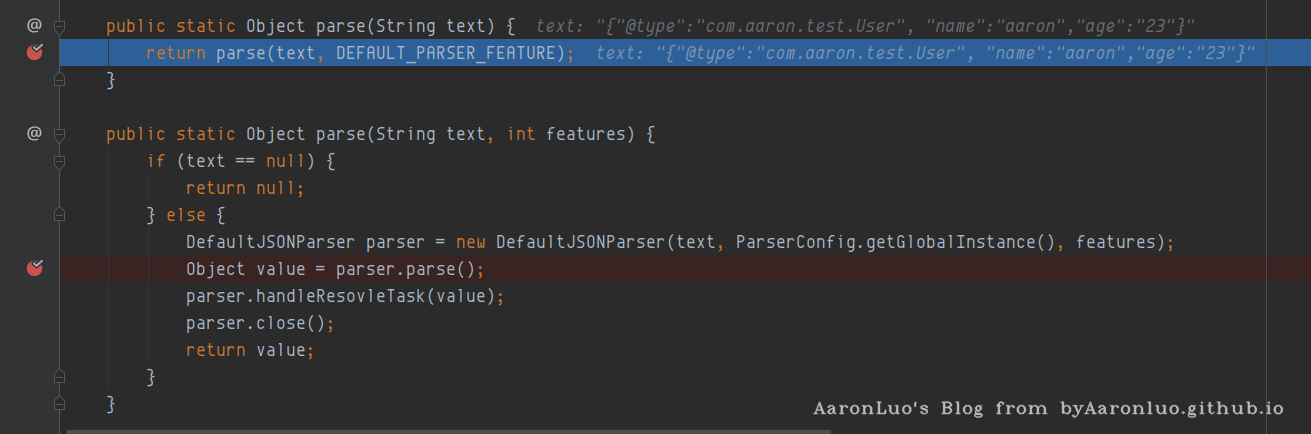 @ public static Object parse(String text) { text: "{"@type":"com.aaron.test.User", "name":"aaron","age":"23"}"
return parse(text, DEFAULT_PARSER_FEATURE); text: "{"@type":"com.aaron.test.User", "name":"aaron","age":"23"}"
}
@ public static Object parse(String text, int features) {
if (text == null) {
return null;
} else {
DefaultJSONParser parser = new DefaultJSONParser(text, ParserConfig.getGlobalInstance(), features);
Object value = parser.parse();
parser.handleResovleTask(value);
parser.close();
return value;
}
}
AaronLuo's Blog from byAaronluo.github.io